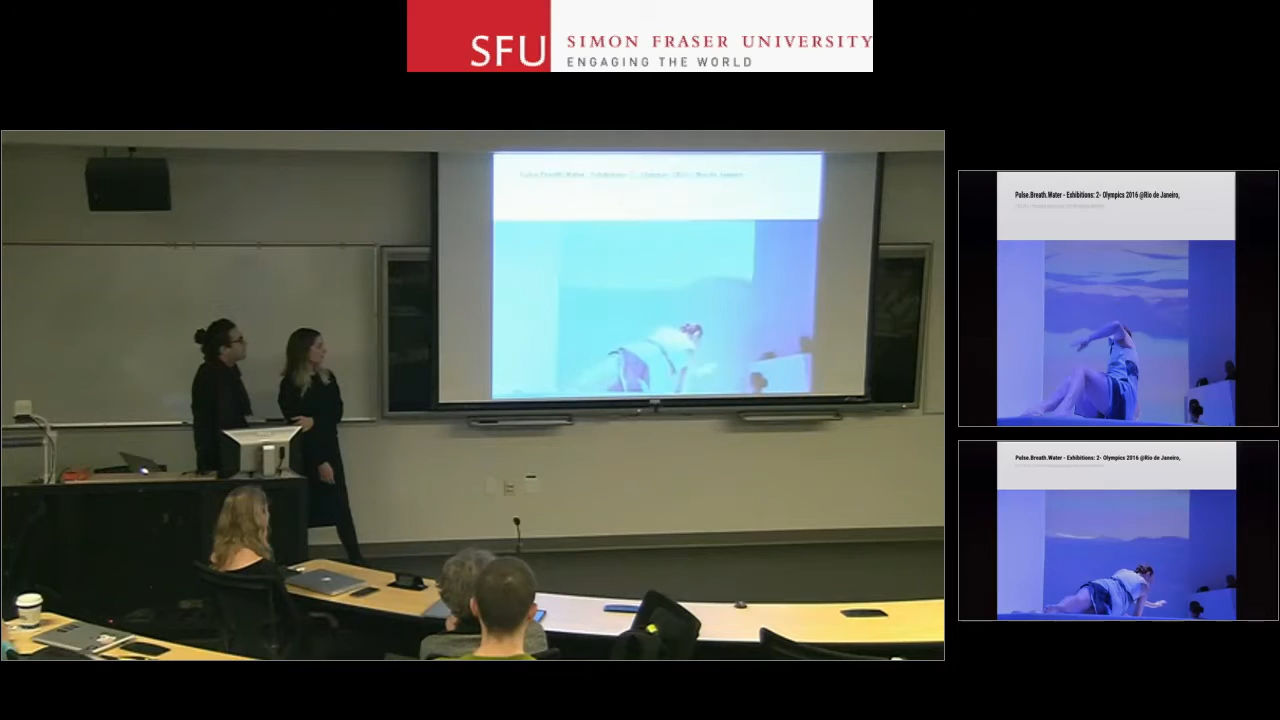 SFU
SIMON FRASER UNIVERSITY
ENGAGING THE WORLD
Pulse.Breath.Water - Exhibitions: 2- Olympics 2016 @Rio de Janeiro,
Pulse.Breath.Water - Exhibitions: 2- Olympics 2016 @Rio de Janeiro,